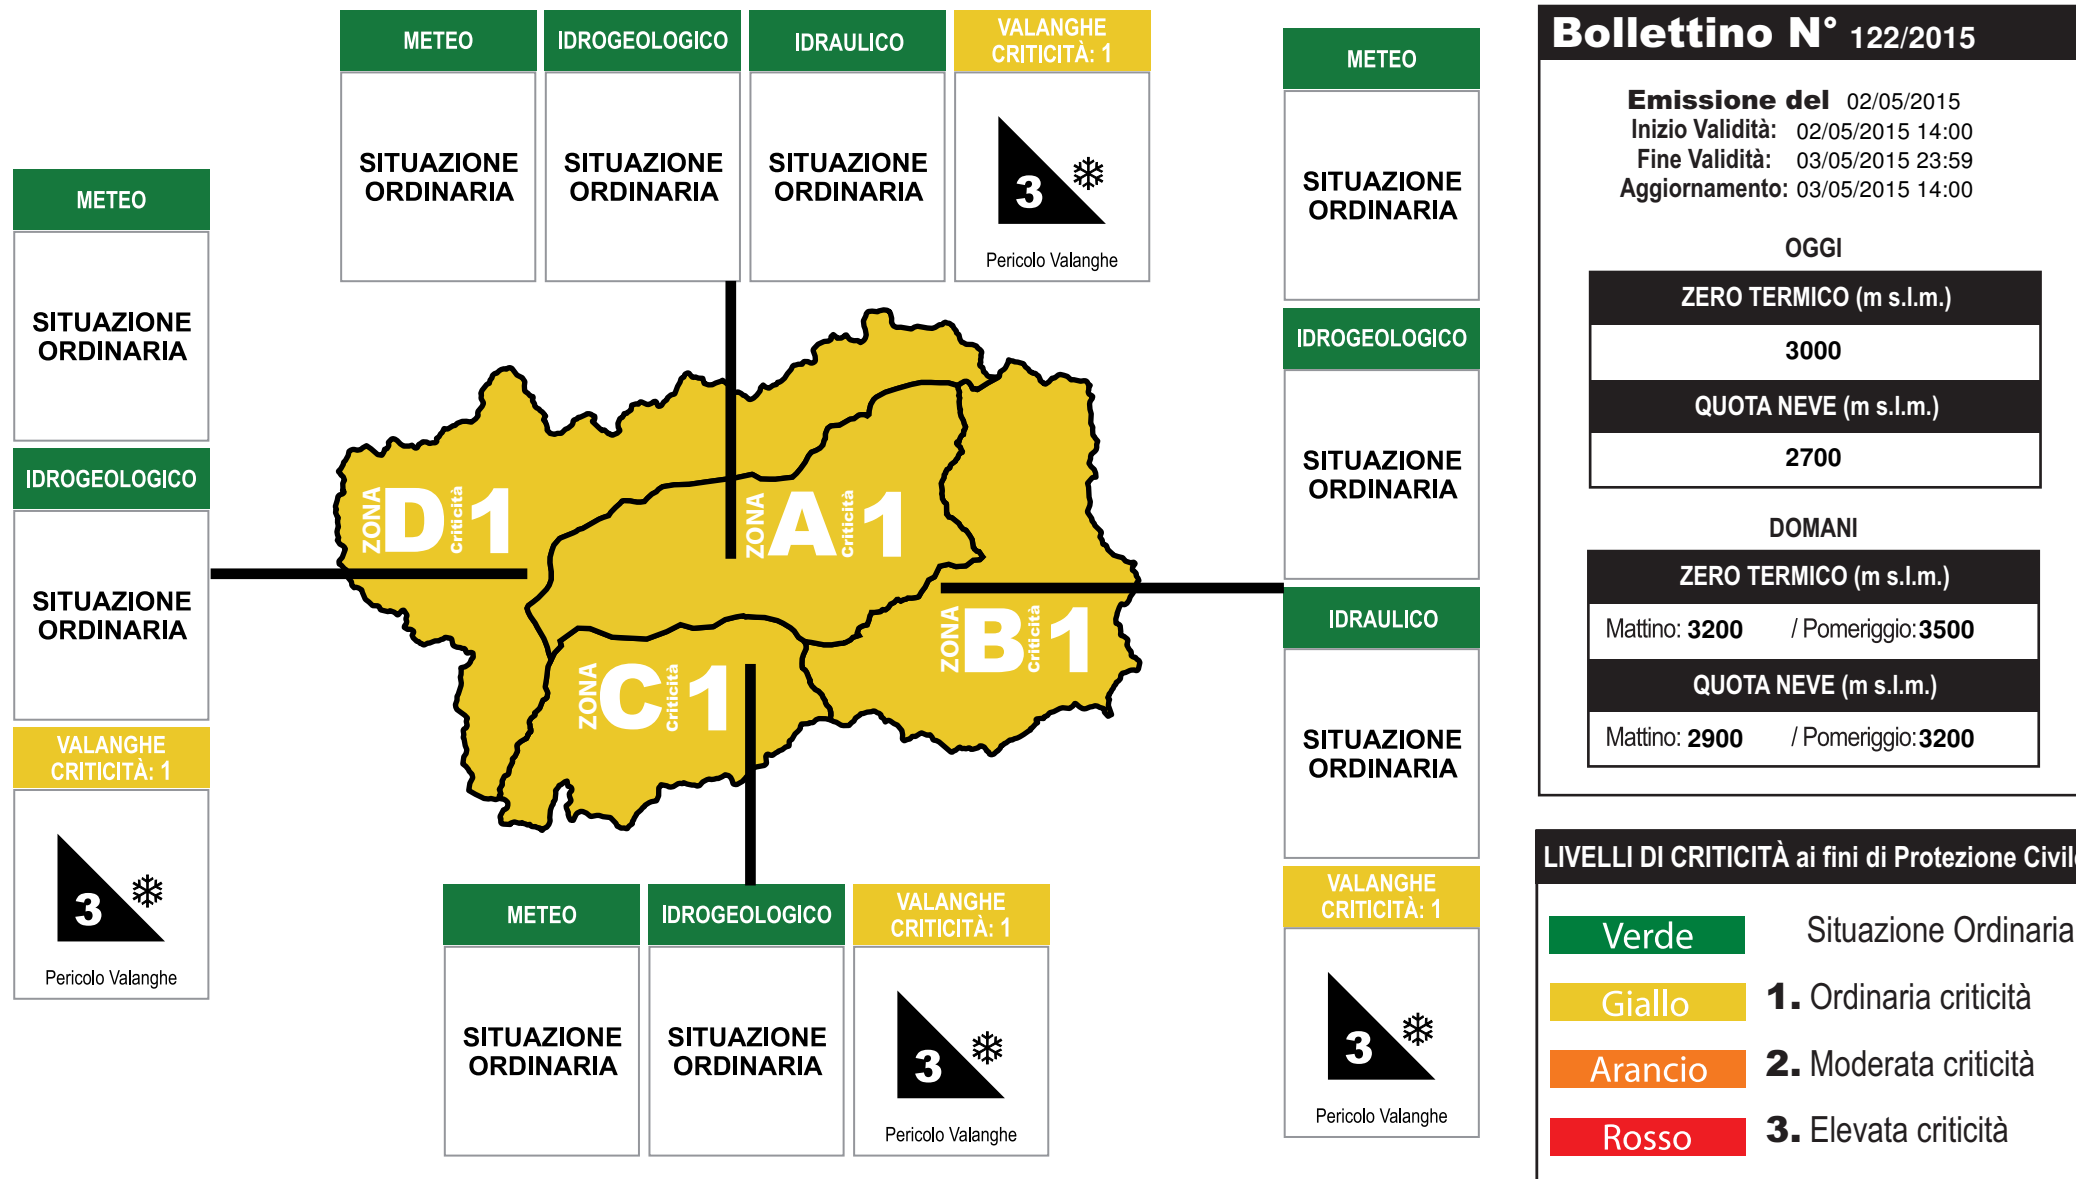 METEO
SITUAZIONE
ORDINARIA
IDROGEOLOGICO
SITUAZIONE
ORDINARIA
IDRAULICO
SITUAZIONE
ORDINARIA
VALANGHE
CRITICITÀ: 1
3
Pericolo Valanghe
METEO
SITUAZIONE
ORDINARIA
IDROGEOLOGICO
SITUAZIONE
ORDINARIA
VALANGHE
CRITICITÀ: 1
3
Pericolo Valanghe
ZONA D Criticità 1
ZONA A Criticità 1
ZONA B Criticità 1
ZONA C Criticità 1
METEO
SITUAZIONE
ORDINARIA
IDROGEOLOGICO
SITUAZIONE
ORDINARIA
VALANGHE
CRITICITÀ: 1
3
Pericolo Valanghe
METEO
SITUAZIONE
ORDINARIA
IDROGEOLOGICO
SITUAZIONE
ORDINARIA
IDRAULICO
SITUAZIONE
ORDINARIA
VALANGHE
CRITICITÀ: 1
3
Pericolo Valanghe
Bollettino N° 122/2015
Emissione del 02/05/2015
Inizio Validità: 02/05/2015 14:00
Fine Validità: 03/05/2015 23:59
Aggiornamento: 03/05/2015 14:00
OGGI
ZERO TERMICO (m s.l.m.)
3000
QUOTA NEVE (m s.l.m.)
2700
DOMANI
ZERO TERMICO (m s.l.m.)
Mattino: 3200 / Pomeriggio: 3500
QUOTA NEVE (m s.l.m.)
Mattino: 2900 / Pomeriggio: 3200
LIVELLI DI CRITICITÀ ai fini di Protezione Civile
Verde Situazione Ordinaria
Giallo 1. Ordinaria criticità
Arancio 2. Moderata criticità
Rosso 3. Elevata criticità